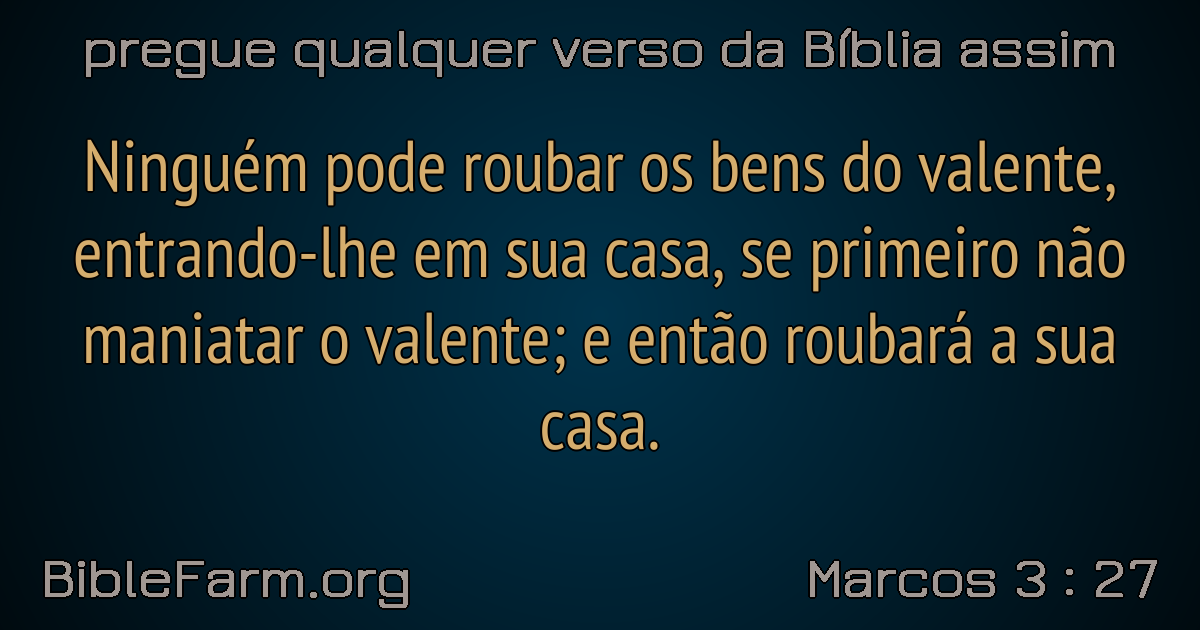 pregue qualquer verso da Bíblia assim
Ninguém pode roubar os bens do valente,
entrando-lhe em sua casa, se primeiro não
maniatar o valente; e então roubará a sua
casa.
BibleFarm.org
Marcos 3 : 27